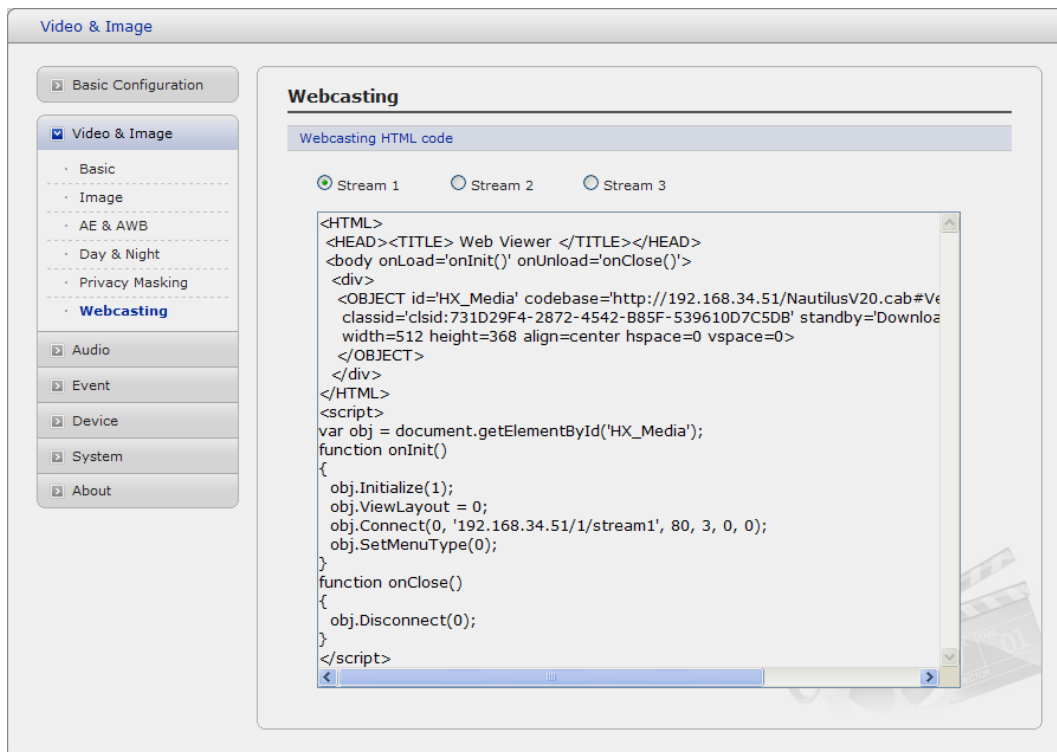 Video & Image
Basic Configuration
Video & Image
· Basic
· Image
· AE & AWB
· Day & Night
· Privacy Masking
· Webcasting
Audio
Event
Device
System
About
Webcasting
Webcasting HTML code
Stream 1 Stream 2 Stream 3
<HTML>
<HEAD><TITLE> Web Viewer </TITLE></HEAD>
<body onLoad='onInit()' onUnload='onClose()'>
<div>
<OBJECT id='HX_Media' codebase='http://192.168.34.51/NautilusV20.cab#Ve
classid='clsid:731D29F4-2872-4542-B85F-539610D7C5DB' standby='Downloa
width=512 height=368 align=center hspace=0 vspace=0>
</OBJECT>
</div>
</HTML>
<script>
var obj = document.getElementById('HX_Media');
function onInit()
{
obj.Initialize(1);
obj.ViewLayout = 0;
obj.Connect(0, '192.168.34.51/1/stream1', 80, 3, 0, 0);
obj.SetMenuType(0);
}
function onClose()
{
obj.Disconnect(0);
}
</script>
01